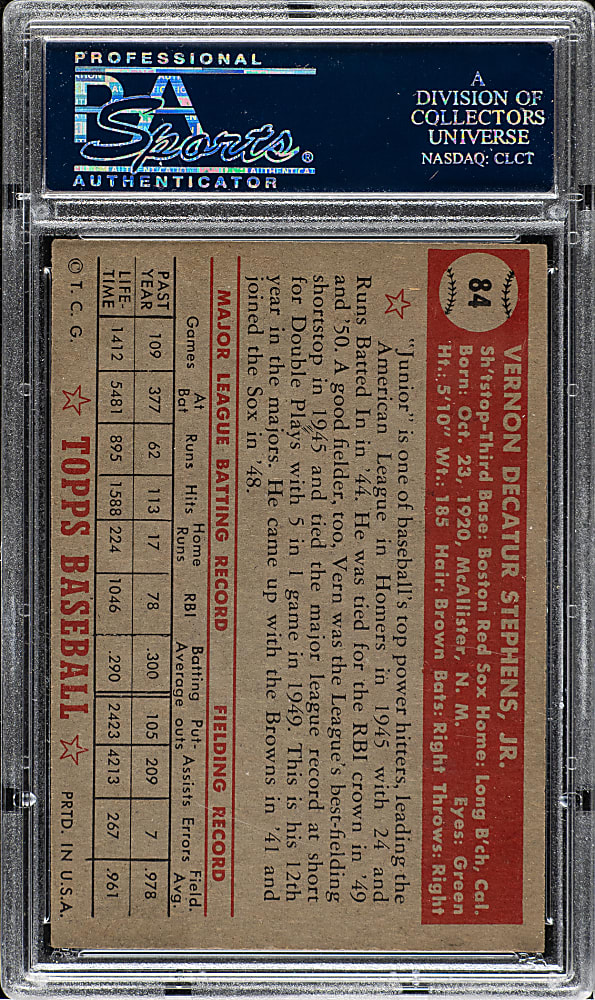 PROFESSIONAL
PSA
Sports®
AUTHENTICATOR
A
DIVISION OF
COLLECTORS
UNIVERSE
NASDAQ: CLCT
84
VERNON DECATUR STEPHENS, JR.
Sh'tstop-Third Base: Boston Red Sox Home: Long B'ch, Cal.
Born: Oct. 23, 1920, McAllister, N. M. Eyes: Green
Ht.: 5'10" Wt.: 185 Hair: Brown Bats: Right Throws: Right
"Junior" is one of baseball's top power hitters, leading the
American League in Homers in 1945 with 24 and
Runs Batted In in '44. He was tied for the RBI crown in '49
and '50. A good fielder, too, Vern was the League's best-fielding
shortstop in 1945 and tied the major league record at short
for Double Plays with 5 in 1 game in 1949. This is his 12th
year in the majors. He came up with the Browns in '41 and
joined the Sox in '48.
MAJOR LEAGUE BATTING RECORD FIELDING RECORD
Games At Bat Runs Hits Home Runs RBI Batting Average Put-outs Assists Errors Field. Avg.
PAST YEAR 109 377 62 113 17 78 .300 105 209 7 .978
LIFE-TIME 1412 5481 895 1588 224 1046 .290 2423 4213 267 .961
© T. C. G. TOPPS BASEBALL PRTD. IN U.S.A.